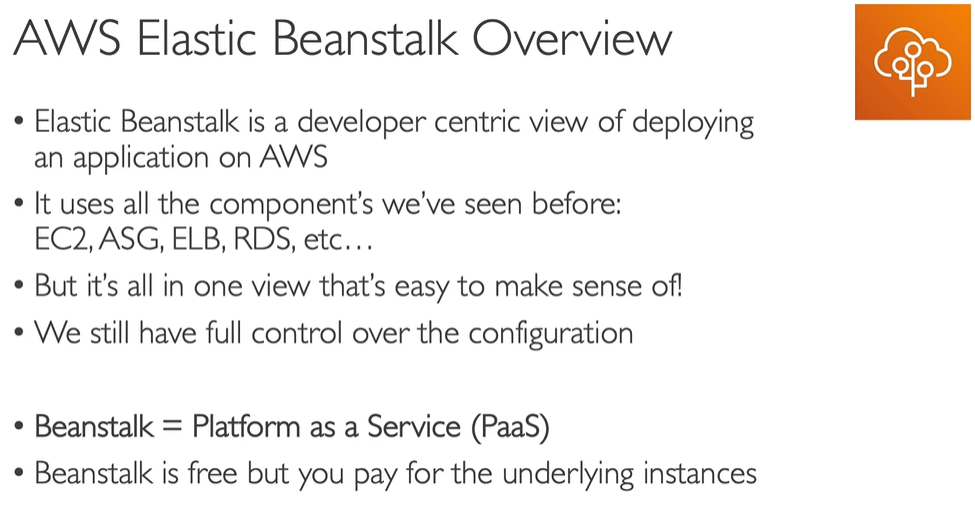 AWS Elastic Beanstalk Overview
• Elastic Beanstalk is a developer centric view of deploying
an application on AWS
• It uses all the component's we've seen before:
EC2, ASG, ELB, RDS, etc…
• But it's all in one view that's easy to make sense of!
• We still have full control over the configuration
• Beanstalk = Platform as a Service (PaaS)
• Beanstalk is free but you pay for the underlying instances